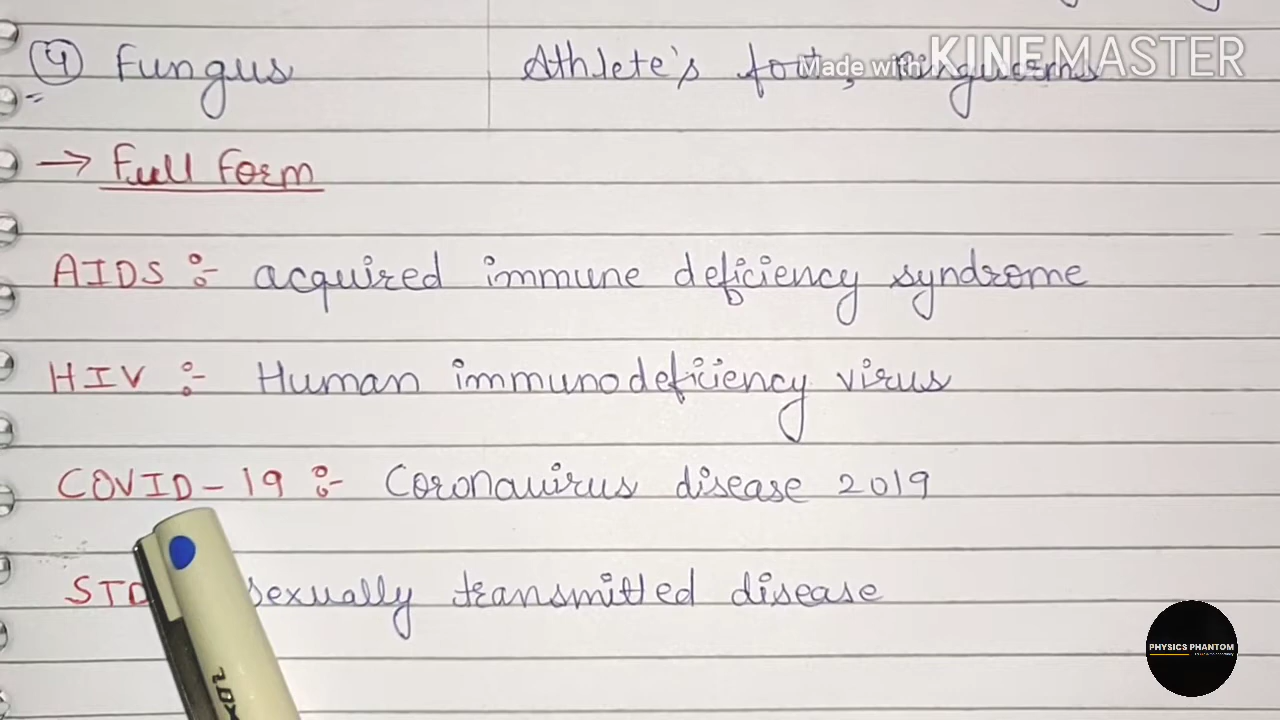 ④ Fungus Athlete's foot, Ringworms
Made with KINEMASTER
→ Full Form
AIDS :- acquired immune deficiency syndrome
HIV :- Human immunodeficiency virus
COVID-19 :- Coronavirus disease 2019
STD sexually transmitted disease
PHYSICS PHANTOM